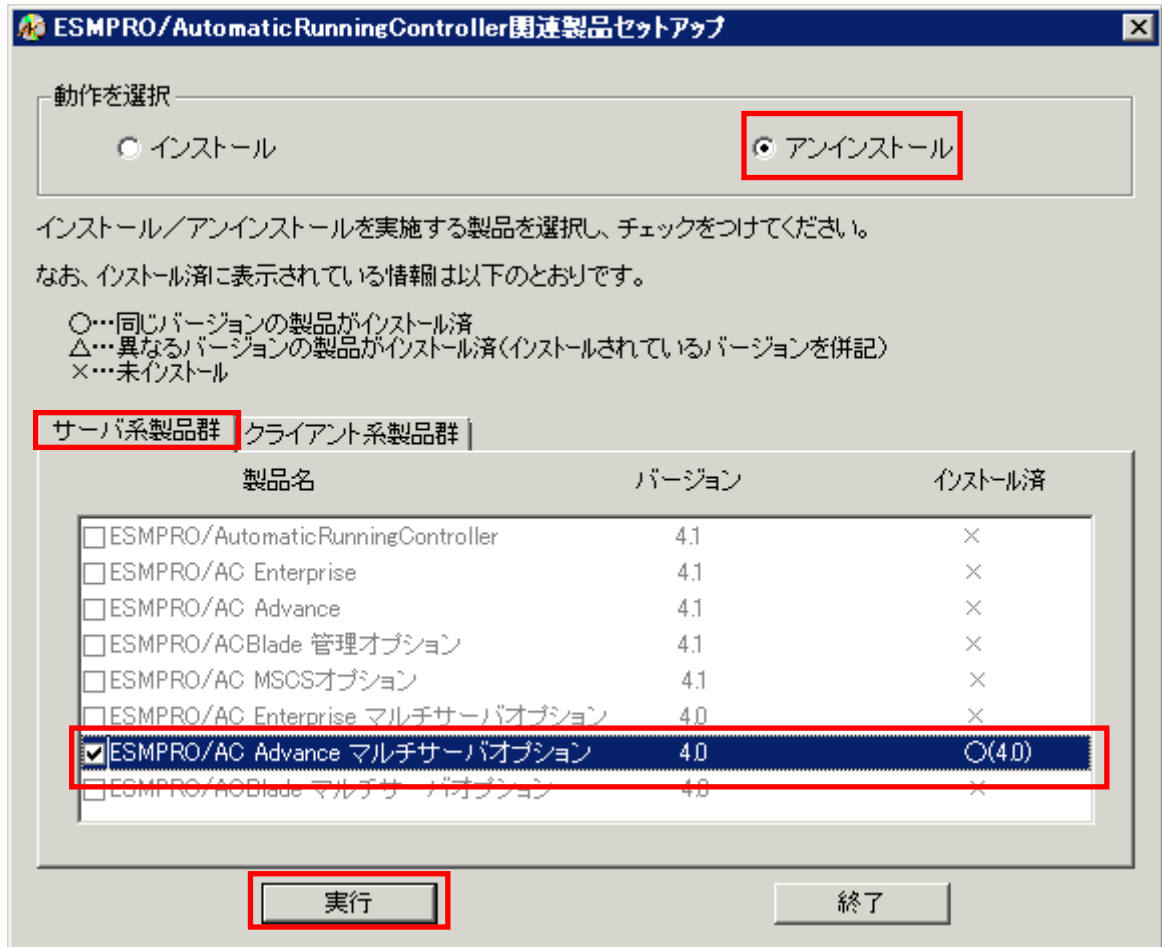 ESMPRO/AutomaticRunningController関連製品セットアップ
動作を選択
インストール アンインストール
インストール／アンインストールを実施する製品を選択し、チェックをつけてください。
なお、インストール済に表示されている情報は以下のとおりです。
○…同じバージョンの製品がインストール済
△…異なるバージョンの製品がインストール済(インストールされているバージョンを併記)
×…未インストール
サーバ系製品群 クライアント系製品群
製品名 バージョン インストール済
ESMPRO/AutomaticRunningController 4.1 ×
ESMPRO/AC Enterprise 4.1 ×
ESMPRO/AC Advance 4.1 ×
ESMPRO/ACBlade 管理オプション 4.1 ×
ESMPRO/AC MSCSオプション 4.1 ×
ESMPRO/AC Enterprise マルチサーバオプション 4.0 ×
ESMPRO/AC Advance マルチサーバオプション 4.0 ○(4.0)
ESMPRO/ACBlade マルチサーバオプション 4.0 ×
実行 終了